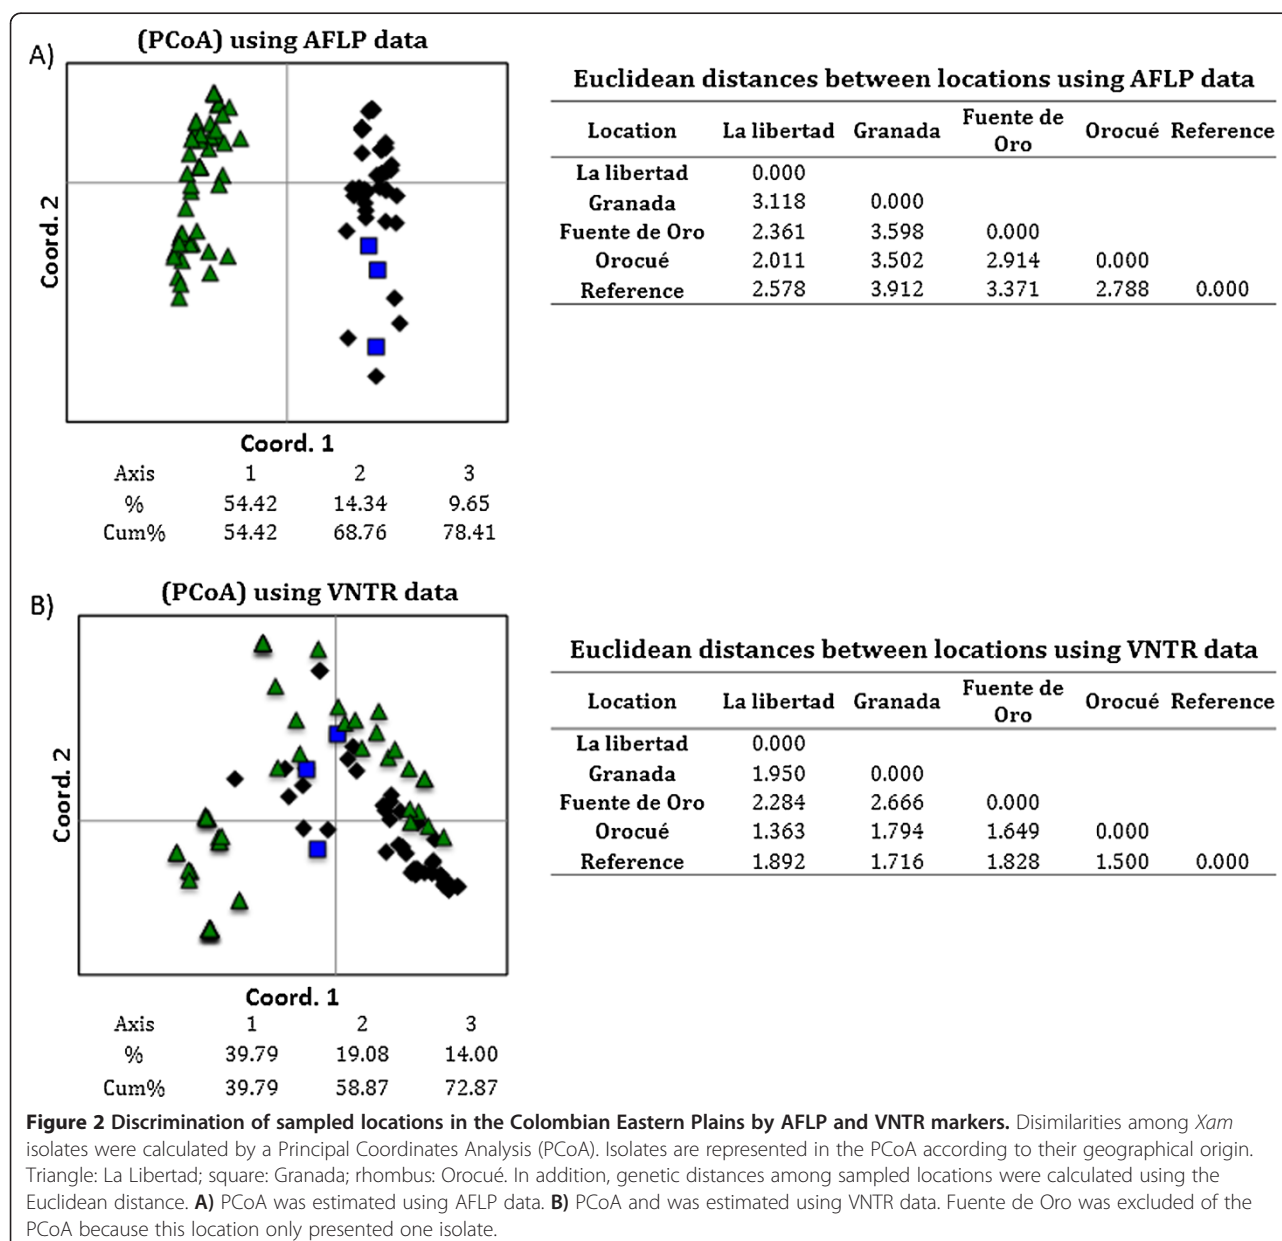 A)
(PCoA) using AFLP data
Coord. 2
Coord. 1
Axis 1 2 3
% 54.42 14.34 9.65
Cum% 54.42 68.76 78.41
Euclidean distances between locations using AFLP data
Location La libertad Granada Fuente de Oro Orocué Reference
La libertad 0.000
Granada 3.118 0.000
Fuente de Oro 2.361 3.598 0.000
Orocué 2.011 3.502 2.914 0.000
Reference 2.578 3.912 3.371 2.788 0.000
B)
(PCoA) using VNTR data
Coord. 2
Coord. 1
Axis 1 2 3
% 39.79 19.08 14.00
Cum% 39.79 58.87 72.87
Euclidean distances between locations using VNTR data
Location La libertad Granada Fuente de Oro Orocué Reference
La libertad 0.000
Granada 1.950 0.000
Fuente de Oro 2.284 2.666 0.000
Orocué 1.363 1.794 1.649 0.000
Reference 1.892 1.716 1.828 1.500 0.000
Figure 2 Discrimination of sampled locations in the Colombian Eastern Plains by AFLP and VNTR markers. Disimilarities among Xam
isolates were calculated by a Principal Coordinates Analysis (PCoA). Isolates are represented in the PCoA according to their geographical origin.
Triangle: La Libertad; square: Granada; rhombus: Orocué. In addition, genetic distances among sampled locations were calculated using the
Euclidean distance. A) PCoA was estimated using AFLP data. B) PCoA and was estimated using VNTR data. Fuente de Oro was excluded of the
PCoA because this location only presented one isolate.